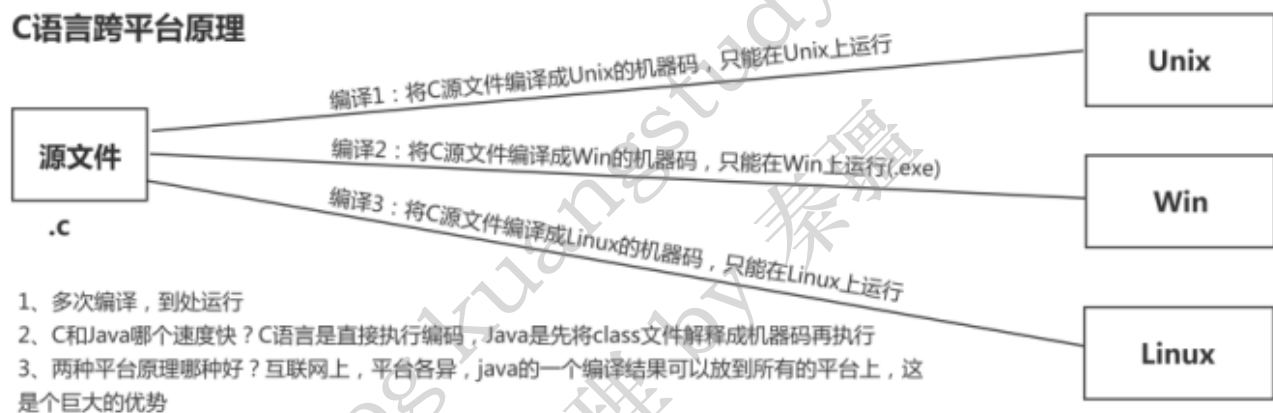 C语言跨平台原理
编译1：将C源文件编译成Unix的机器码，只能在Unix上运行
Unix
源文件
编译2：将C源文件编译成Win的机器码，只能在Win上运行(.exe)
Win
.c
编译3：将C源文件编译成Linux的机器码，只能在Linux上运行
Linux
1、多次编译，到处运行
2、C和Java哪个速度快？C语言是直接执行编码，Java是先将class文件解释成机器码再执行
3、两种平台原理哪种好？互联网上，平台各异，java的一个编译结果可以放到所有的平台上，这
是个巨大的优势
kuangstudy
理 by 秦疆